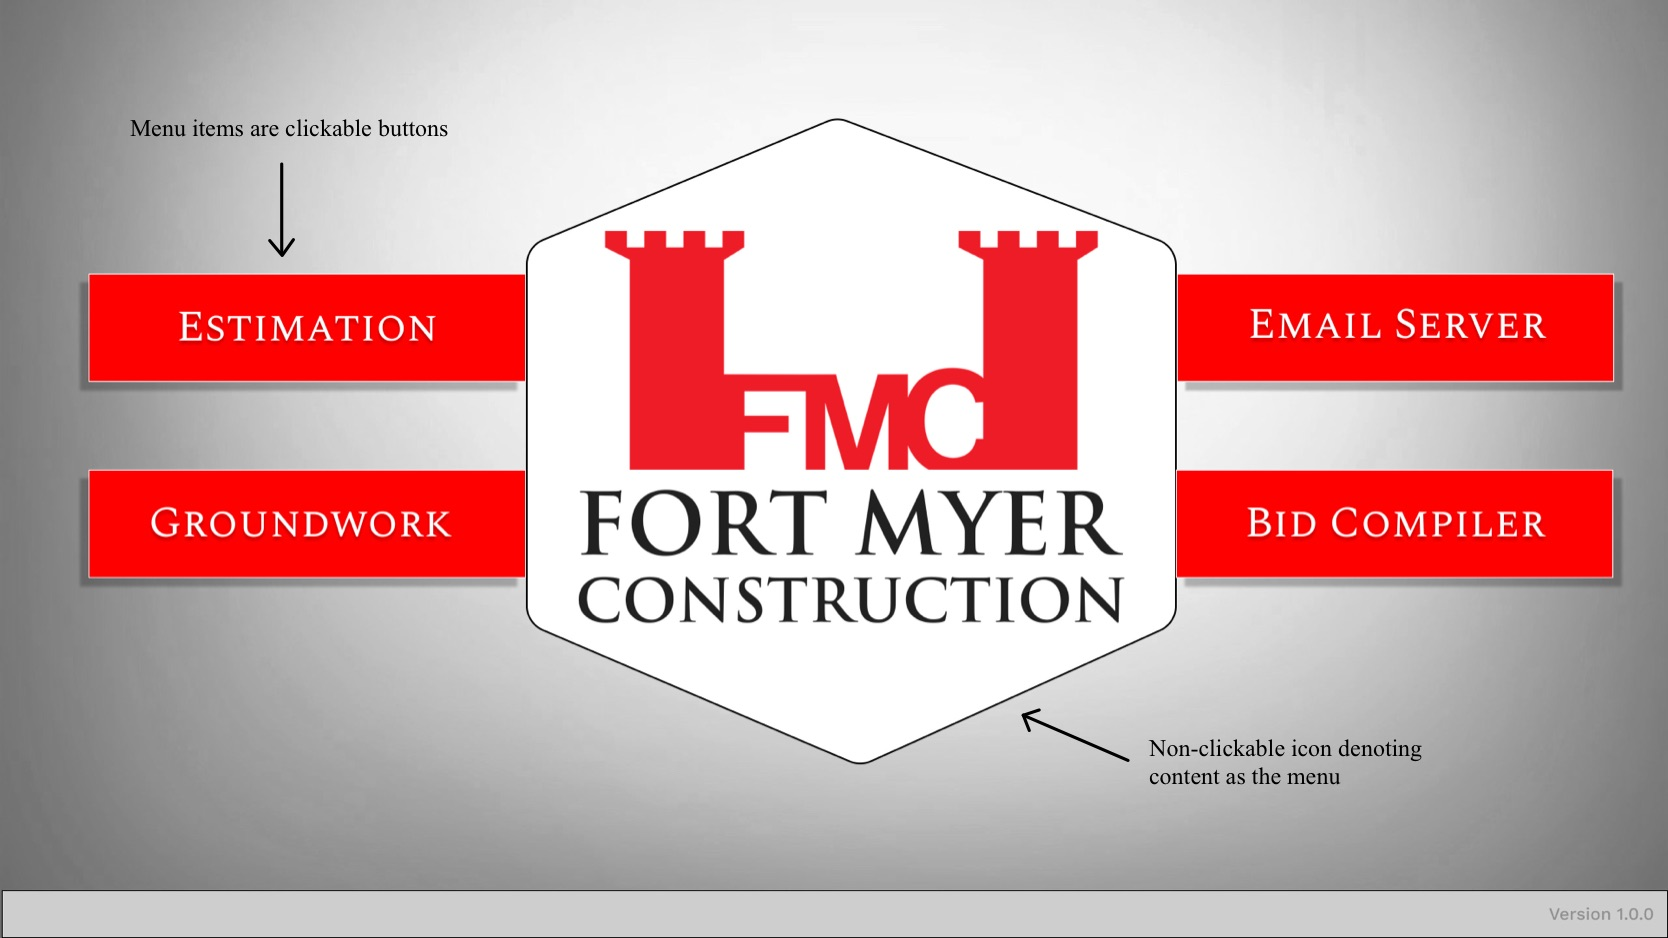 Menu items are clickable buttons
Estimation
Email Server
FMC
Groundwork
Bid Compiler
FORT MYER
CONSTRUCTION
Non-clickable icon denoting
content as the menu
Version 1.0.0